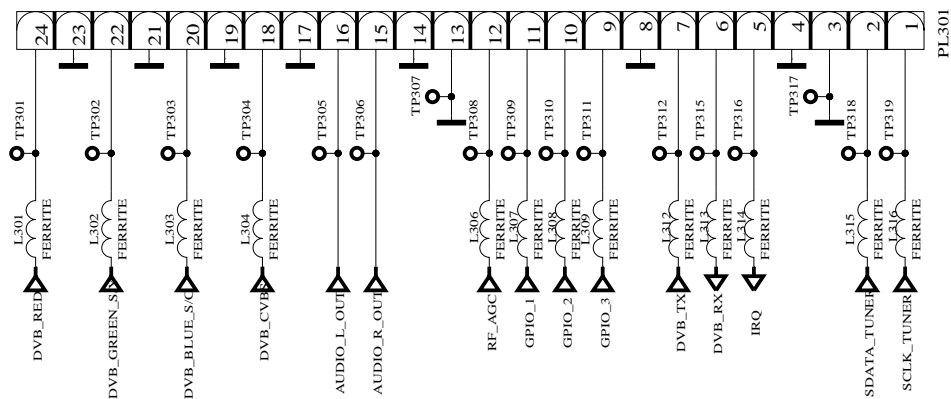 24 23 22 21 20 19 18 17 16 15 14 13 12 11 10 9 8 7 6 5 4 3 2 1
PL301
TP301
TP302
TP303
TP304
TP305
TP306
TP307
TP308
TP309
TP310
TP311
TP312
TP315
TP316
TP317
TP318
TP319
L301
FERRITE
L302
FERRITE
L303
FERRITE
L304
FERRITE
L306
FERRITE
L307
FERRITE
L308
FERRITE
L309
FERRITE
L312
FERRITE
L313
FERRITE
L314
FERRITE
L315
FERRITE
L316
FERRITE
DVB_RED
DVB_GREEN_S/Y
DVB_BLUE_S/C
DVB_CVBS
AUDIO_L_OUT
AUDIO_R_OUT
RF_AGC
GPIO_1
GPIO_2
GPIO_3
DVB_TX
DVB_RX
IRQ
SDATA_TUNER
SCLK_TUNER